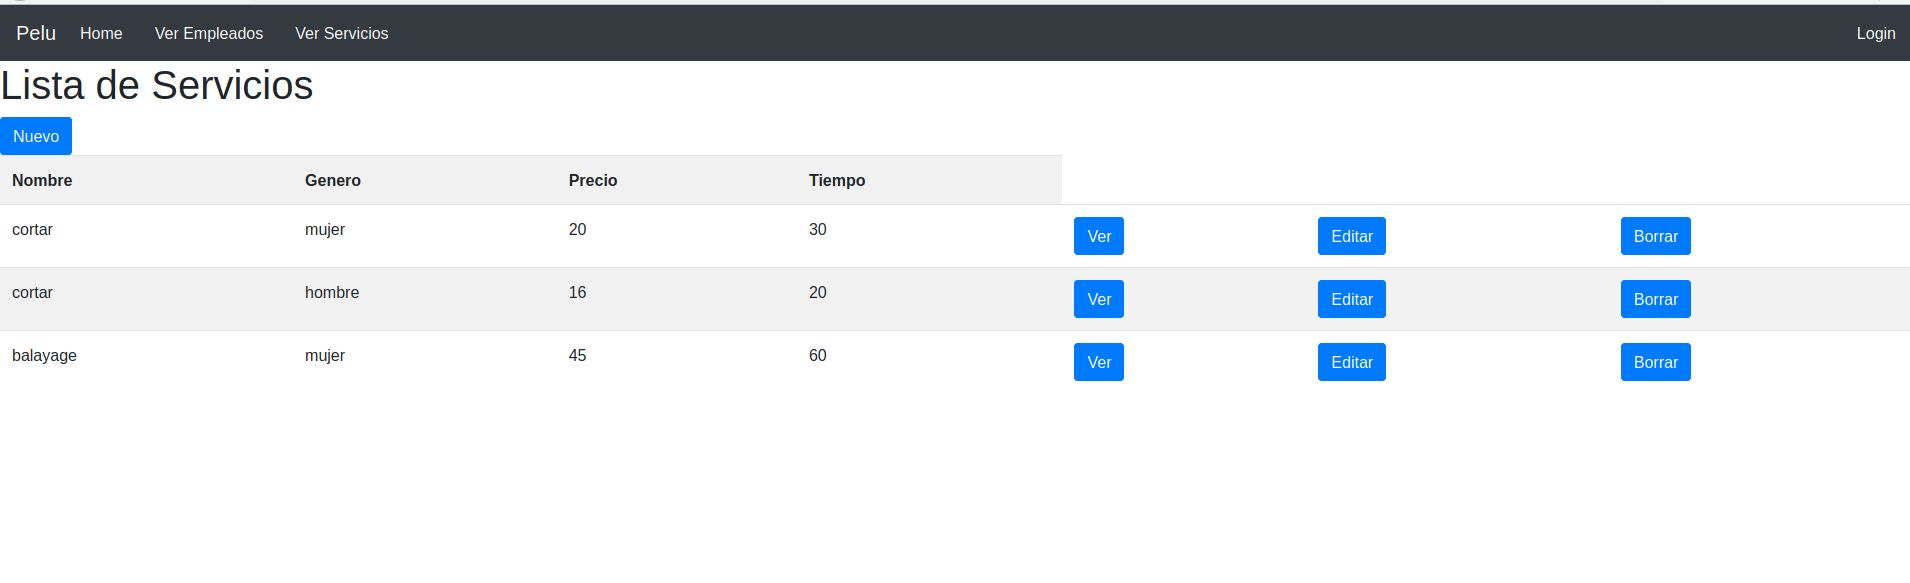 Pelu Home Ver Empleados Ver Servicios Login
Lista de Servicios
Nuevo
Nombre Genero Precio Tiempo
cortar mujer 20 30 Ver Editar Borrar
cortar hombre 16 20 Ver Editar Borrar
balayage mujer 45 60 Ver Editar Borrar